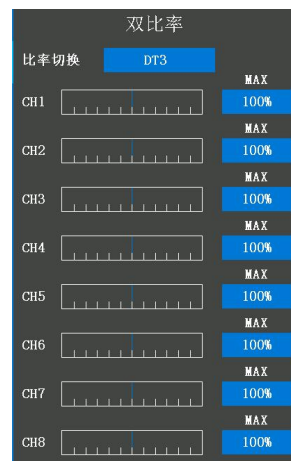 双比率
比率切换 DT3
MAX
CH1 100%
MAX
CH2 100%
MAX
CH3 100%
MAX
CH4 100%
MAX
CH5 100%
MAX
CH6 100%
MAX
CH7 100%
MAX
CH8 100%